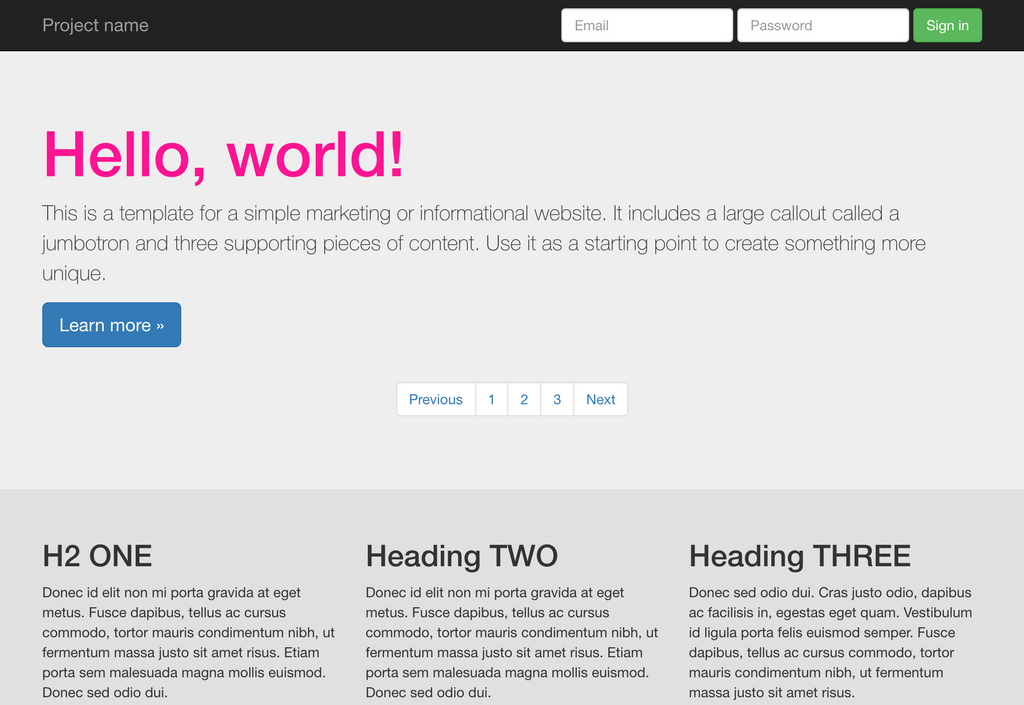 Project name
Email
Password
Sign in
Hello, world!
This is a template for a simple marketing or informational website. It includes a large callout called a
jumbotron and three supporting pieces of content. Use it as a starting point to create something more
unique.
Learn more »
Previous 1 2 3 Next
H2 ONE
Donec id elit non mi porta gravida at eget
metus. Fusce dapibus, tellus ac cursus
commodo, tortor mauris condimentum nibh, ut
fermentum massa justo sit amet risus. Etiam
porta sem malesuada magna mollis euismod.
Donec sed odio dui.
Heading TWO
Donec id elit non mi porta gravida at eget
metus. Fusce dapibus, tellus ac cursus
commodo, tortor mauris condimentum nibh, ut
fermentum massa justo sit amet risus. Etiam
porta sem malesuada magna mollis euismod.
Donec sed odio dui.
Heading THREE
Donec sed odio dui. Cras justo odio, dapibus
ac facilisis in, egestas eget quam. Vestibulum
id ligula porta felis euismod semper. Fusce
dapibus, tellus ac cursus commodo, tortor
mauris condimentum nibh, ut fermentum
massa justo sit amet risus.